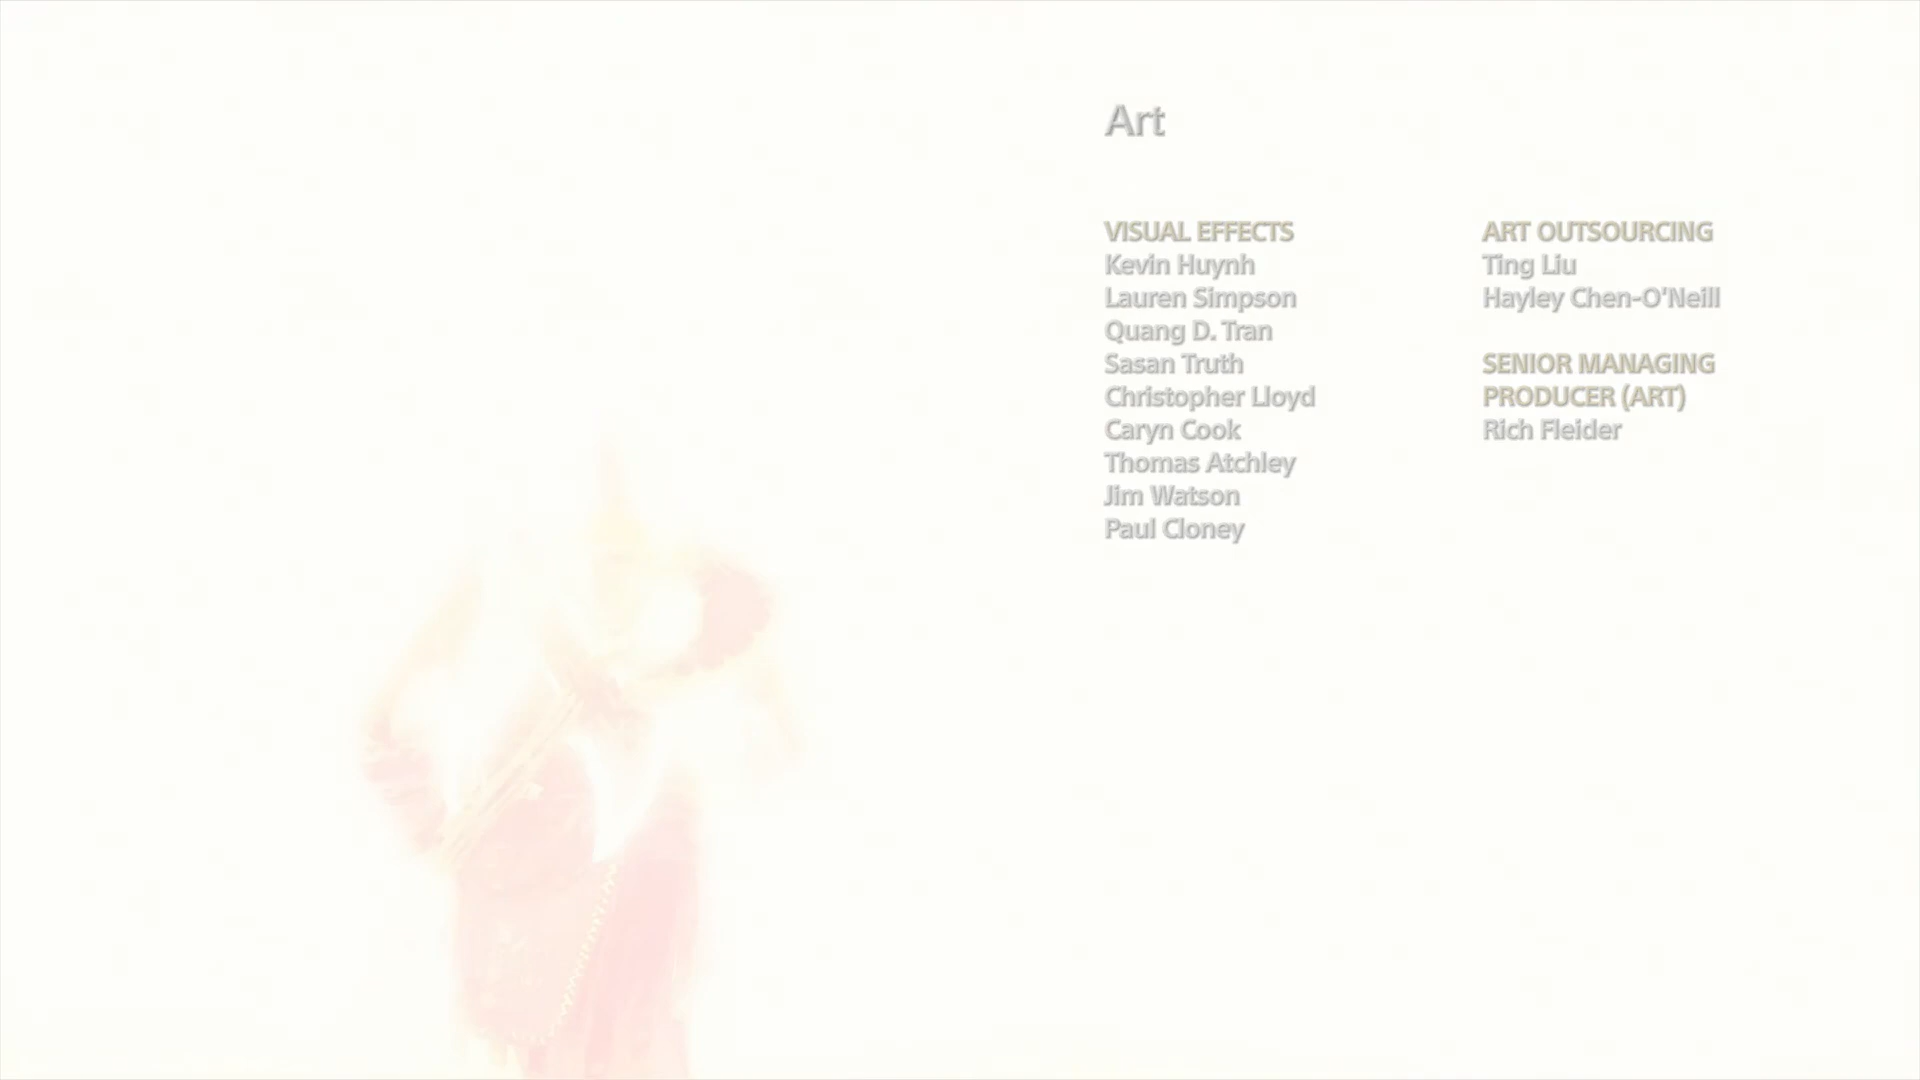 Art
VISUAL EFFECTS
Kevin Huynh
Lauren Simpson
Quang D. Tran
Sasan Truth
Christopher Lloyd
Caryn Cook
Thomas Atchley
Jim Watson
Paul Cloney
ART OUTSOURCING
Ting Liu
Hayley Chen-O'Neill
SENIOR MANAGING
PRODUCER (ART)
Rich Fleider